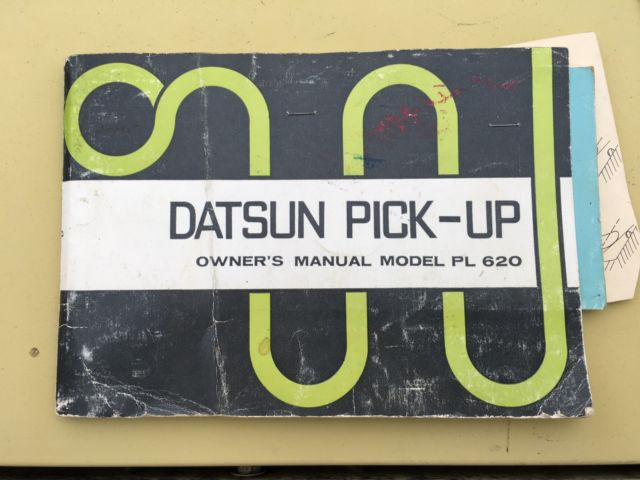 DATSUN PICK-UP
OWNER'S MANUAL MODEL PL 620